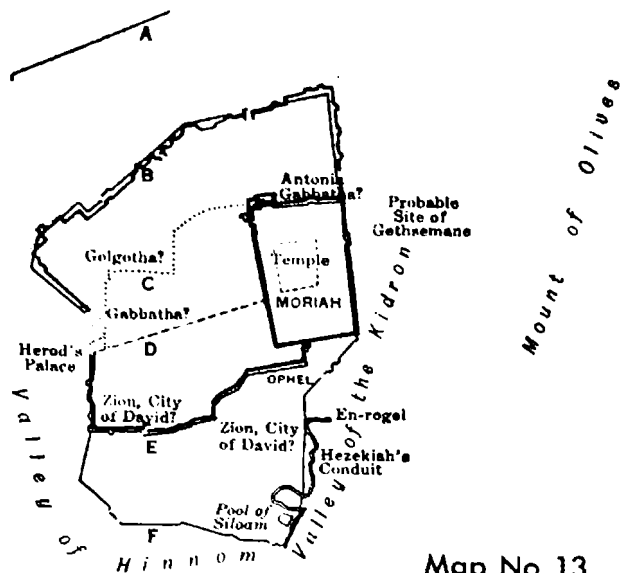 A
B
Antonia
Gabbatha?
Probable
Site of
Gethsemane
Mount of Olives
Golgotha?
C
Temple
MORIAH
Gabbatha?
D
Herod's
Palace
OPHEL
Zion, City
of David?
E
Zion, City
of David?
En-rogel
Hezekiah's
Conduit
Pool of
Siloam
F
Valley of Hinnom
Valley of the Kidron
Map No 13